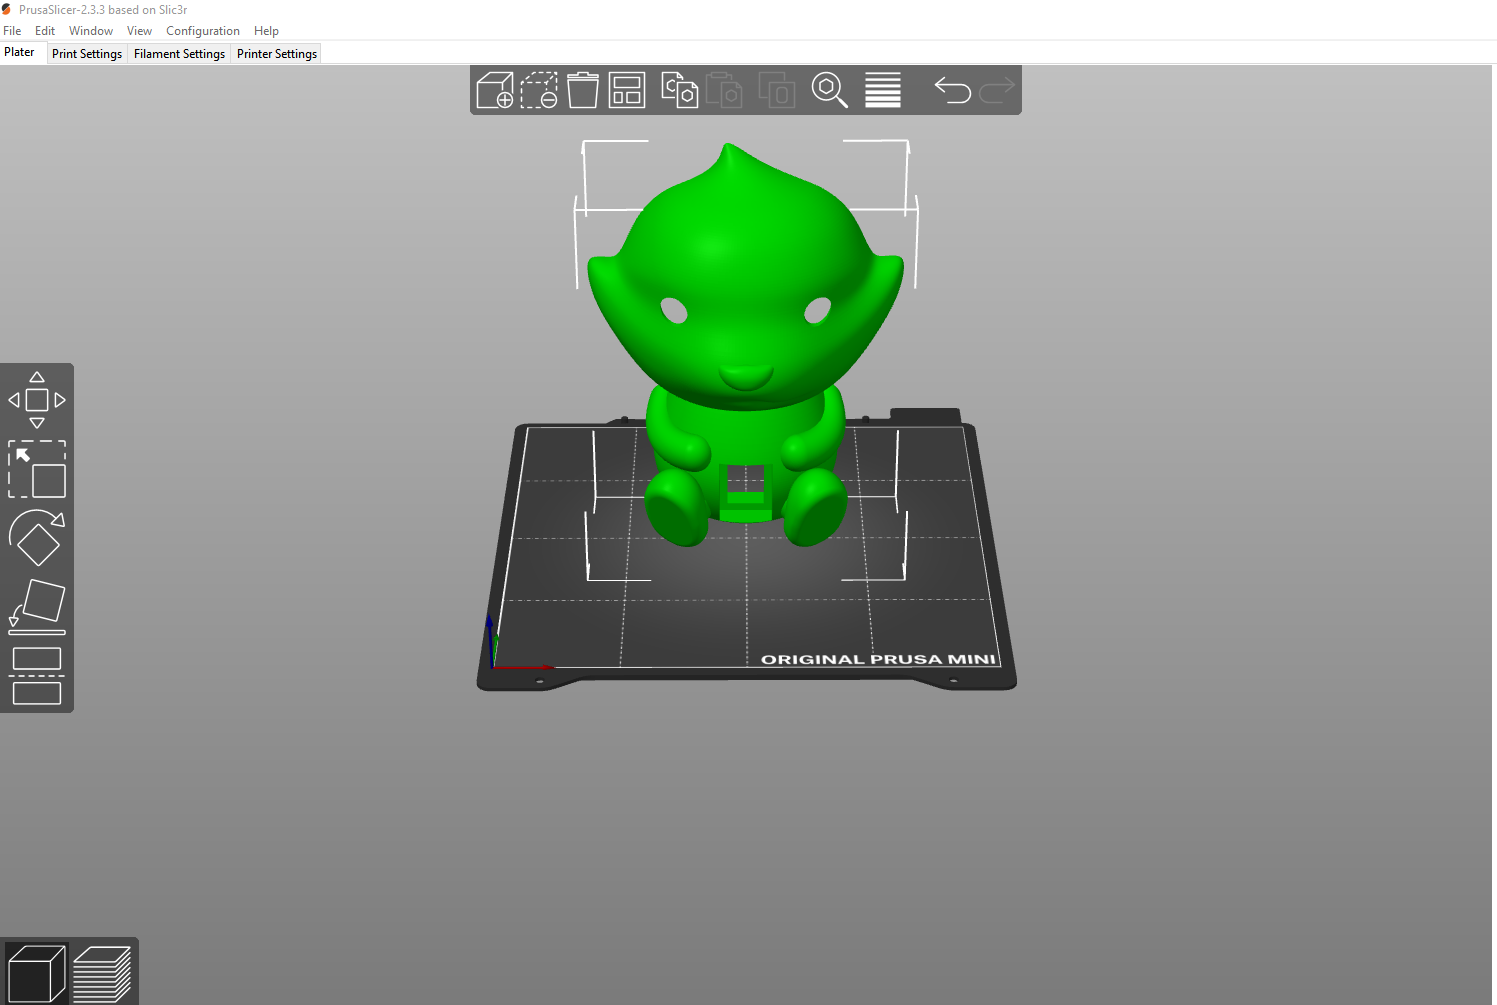 PrusaSlicer-2.3.3 based on Slic3r
File Edit Window View Configuration Help
Plater Print Settings Filament Settings Printer Settings
ORIGINAL PRUSA MINI